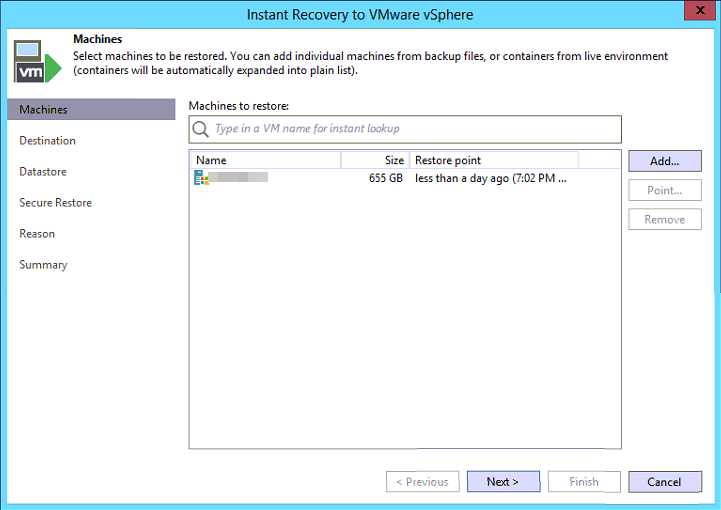 Instant Recovery to VMware vSphere
X
Machines
Select machines to be restored. You can add individual machines from backup files, or containers from live environment
(containers will be automatically expanded into plain list).
vm
Machines
Destination
Datastore
Secure Restore
Reason
Summary
Machines to restore:
Type in a VM name for instant lookup
Name Size Restore point
655 GB less than a day ago (7:02 PM ...
Add...
Point...
Remove
< Previous Next > Finish Cancel